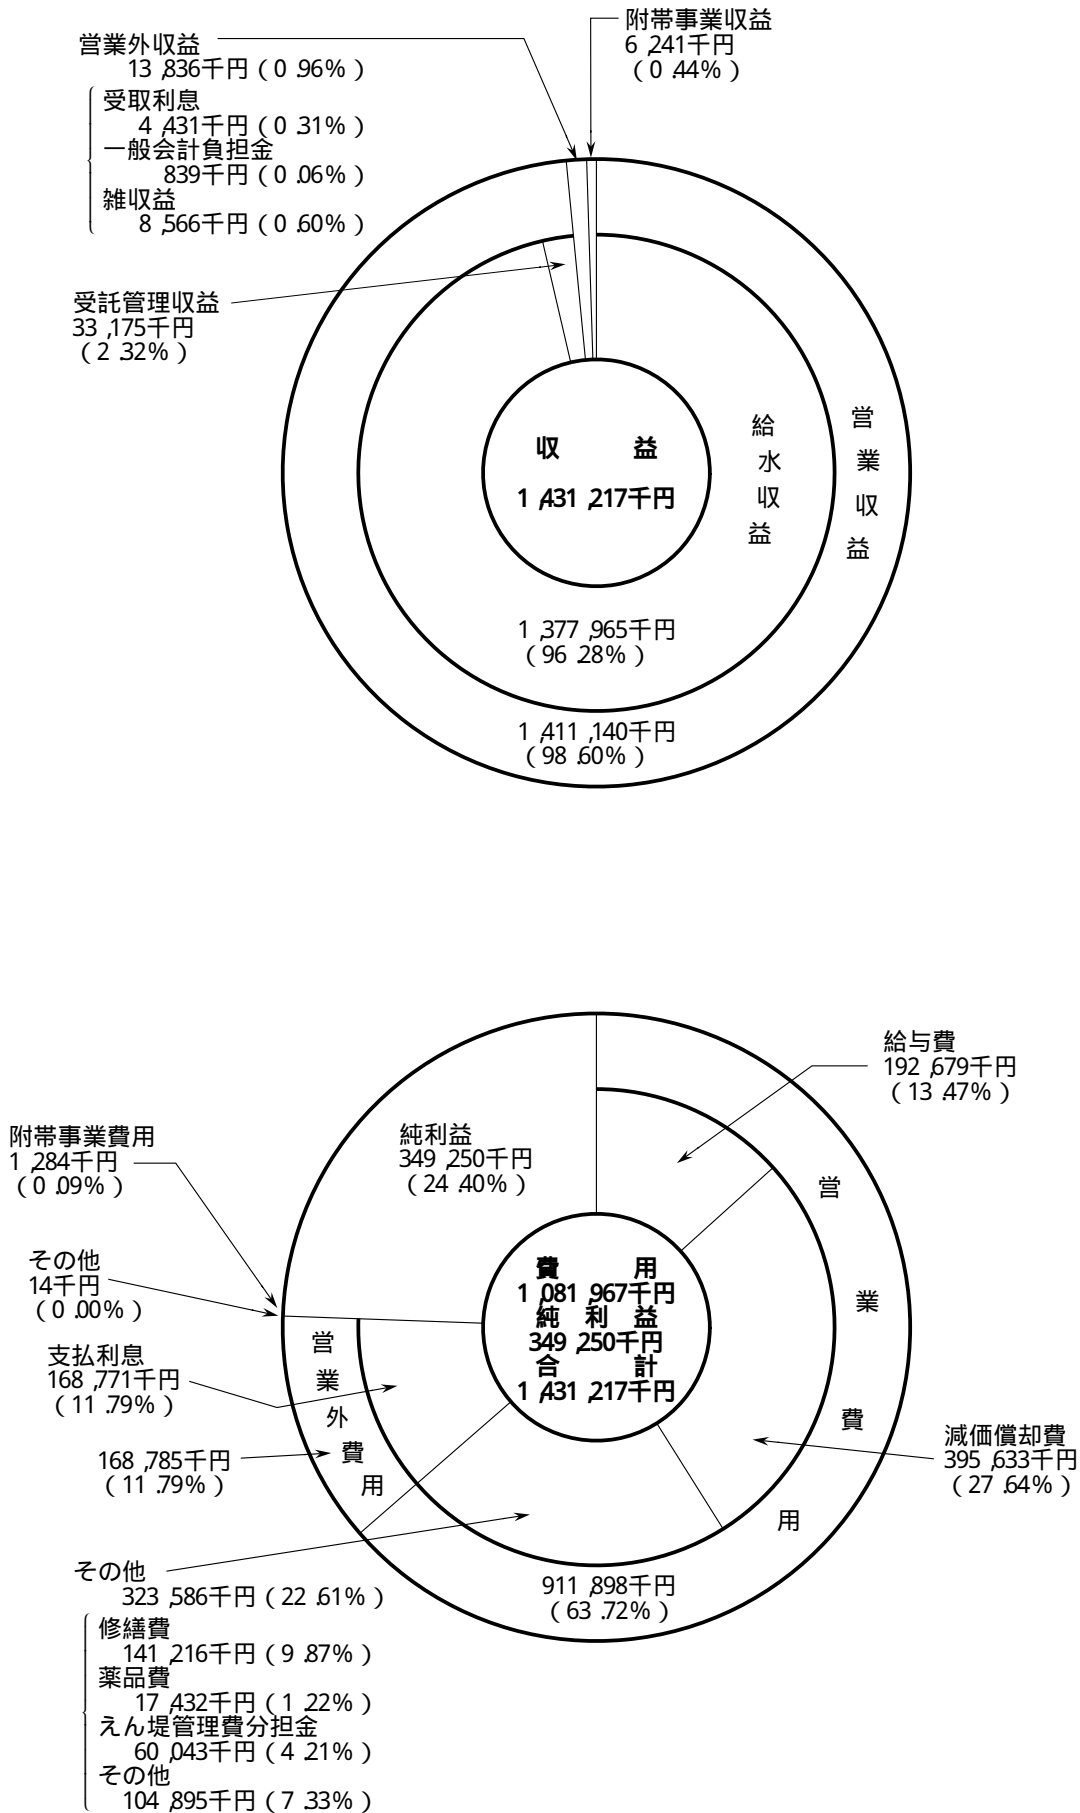 附帯事業収益
6,241千円
(0.44%)
営業外収益
13,836千円(0.96%)
受取利息
4,431千円(0.31%)
一般会計負担金
839千円(0.06%)
雑収益
8,566千円(0.60%)
受託管理収益
33,175千円
(2.32%)
収益
1,431,217千円
給水収益
営業収益
1,377,965千円
(96.28%)
1,411,140千円
(98.60%)
給与費
192,679千円
(13.47%)
純利益
349,250千円
(24.40%)
附帯事業費用
1,284千円
(0.09%)
営業費用
その他
14千円
(0.00%)
費用
1,081,967千円
純利益
349,250千円
合計
1,431,217千円
営業外費用
支払利息
168,771千円
(11.79%)
168,785千円
(11.79%)
減価償却費
395,633千円
(27.64%)
911,898千円
(63.72%)
その他
323,586千円(22.61%)
修繕費
141,216千円(9.87%)
薬品費
17,432千円(1.22%)
えん堤管理費分担金
60,043千円(4.21%)
その他
104,895千円(7.33%)